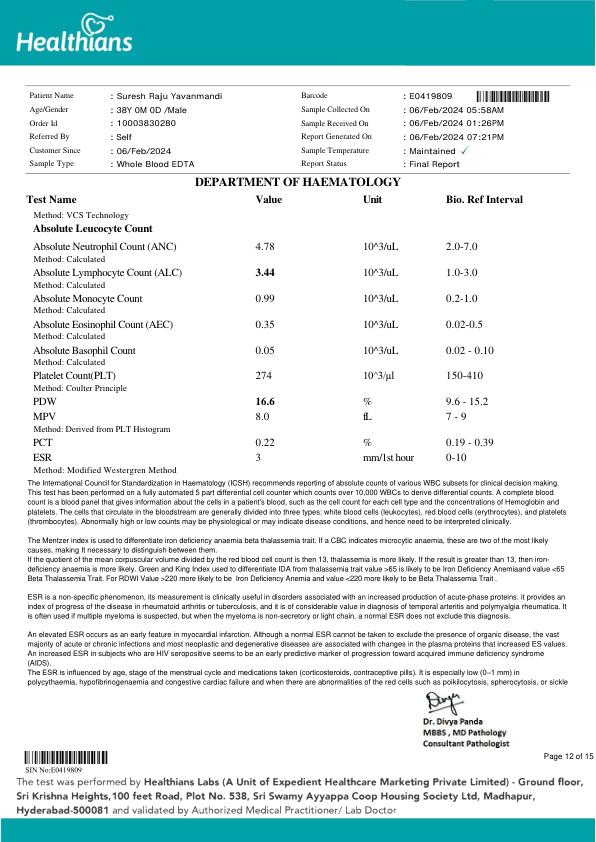 Healthians
Patient Name : Suresh Raju Yavanmandi Barcode : E0419809
Age/Gender : 38Y 0M 0D /Male Sample Collected On : 06/Feb/2024 05:58AM
Order Id : 10003830280 Sample Received On : 06/Feb/2024 01:26PM
Referred By : Self Report Generated On : 06/Feb/2024 07:21PM
Customer Since : 06/Feb/2024 Sample Temperature : Maintained ✓
Sample Type : Whole Blood EDTA Report Status : Final Report
DEPARTMENT OF HAEMATOLOGY
Test Name Value Unit Bio. Ref Interval
Method: VCS Technology
Absolute Leucocyte Count
Absolute Neutrophil Count (ANC) 4.78 10^3/uL 2.0-7.0
Method: Calculated
Absolute Lymphocyte Count (ALC) 3.44 10^3/uL 1.0-3.0
Method: Calculated
Absolute Monocyte Count 0.99 10^3/uL 0.2-1.0
Method: Calculated
Absolute Eosinophil Count (AEC) 0.35 10^3/uL 0.02-0.5
Method: Calculated
Absolute Basophil Count 0.05 10^3/uL 0.02 - 0.10
Method: Calculated
Platelet Count(PLT) 274 10^3/µl 150-410
Method: Coulter Principle
PDW 16.6 % 9.6 - 15.2
MPV 8.0 fL 7 - 9
Method: Derived from PLT Histogram
PCT 0.22 % 0.19 - 0.39
ESR 3 mm/1st hour 0-10
Method: Modified Westergren Method
The International Council for Standardization in Haematology (ICSH) recommends reporting of absolute counts of various WBC subsets for clinical decision making.
This test has been performed on a fully automated 5 part differential cell counter which counts over 10,000 WBCs to derive differential counts. A complete blood
count is a blood panel that gives information about the cells in a patient's blood, such as the cell count for each cell type and the concentrations of Hemoglobin and
platelets. The cells that circulate in the bloodstream are generally divided into three types: white blood cells (leukocytes), red blood cells (erythrocytes), and platelets
(thrombocytes). Abnormally high or low counts may be physiological or may indicate disease conditions, and hence need to be interpreted clinically.
The Mentzer index is used to differentiate iron deficiency anaemia beta thalassemia trait. If a CBC indicates microcytic anaemia, these are two of the most likely
causes, making It necessary to distinguish between them.
If the quotient of the mean corpuscular volume divided by the red blood cell count is then 13, thalassemia is more likely. If the result is greater than 13, then iron-
deficiency anaemia is more likely. Green and King Index used to differentiate IDA from thalassemia trait value >65 is likely to be Iron Deficiency Anemiaand value <65
Beta Thalassemia Trait. For RDWI Value >220 more likely to be Iron Deficiency Anemia and value <220 more likely to be Beta Thalassemia Trait .
ESR is a non-specific phenomenon, its measurement is clinically useful in disorders associated with an increased production of acute-phase proteins. it provides an
index of progress of the disease in rheumatoid arthritis or tuberculosis, and it is of considerable value in diagnosis of temporal arteritis and polymyalgia rheumatica. It
is often used if multiple myeloma is suspected, but when the myeloma is non-secretory or light chain, a normal ESR does not exclude this diagnosis.
An elevated ESR occurs as an early feature in myocardial infarction. Although a normal ESR cannot be taken to exclude the presence of organic disease, the vast
majority of acute or chronic infections and most neoplastic and degenerative diseases are associated with changes in the plasma proteins that increased ES values.
An increased ESR in subjects who are HIV seropositive seems to be an early predictive marker of progression toward acquired immune deficiency syndrome
(AIDS).
The ESR is influenced by age, stage of the menstrual cycle and medications taken (corticosteroids, contraceptive pills). It is especially low (0–1 mm) in
polycythaemia, hypofibrinogenaemia and congestive cardiac failure and when there are abnormalities of the red cells such as poikilocytosis, spherocytosis, or sickle
Divya
Dr. Divya Panda
MBBS , MD Pathology
Consultant Pathologist
Page 12 of 15
SIN No:E0419809
The test was performed by Healthians Labs (A Unit of Expedient Healthcare Marketing Private Limited) - Ground floor,
Sri Krishna Heights,100 feet Road, Plot No. 538, Sri Swamy Ayyappa Coop Housing Society Ltd, Madhapur,
Hyderabad-500081 and validated by Authorized Medical Practitioner/ Lab Doctor